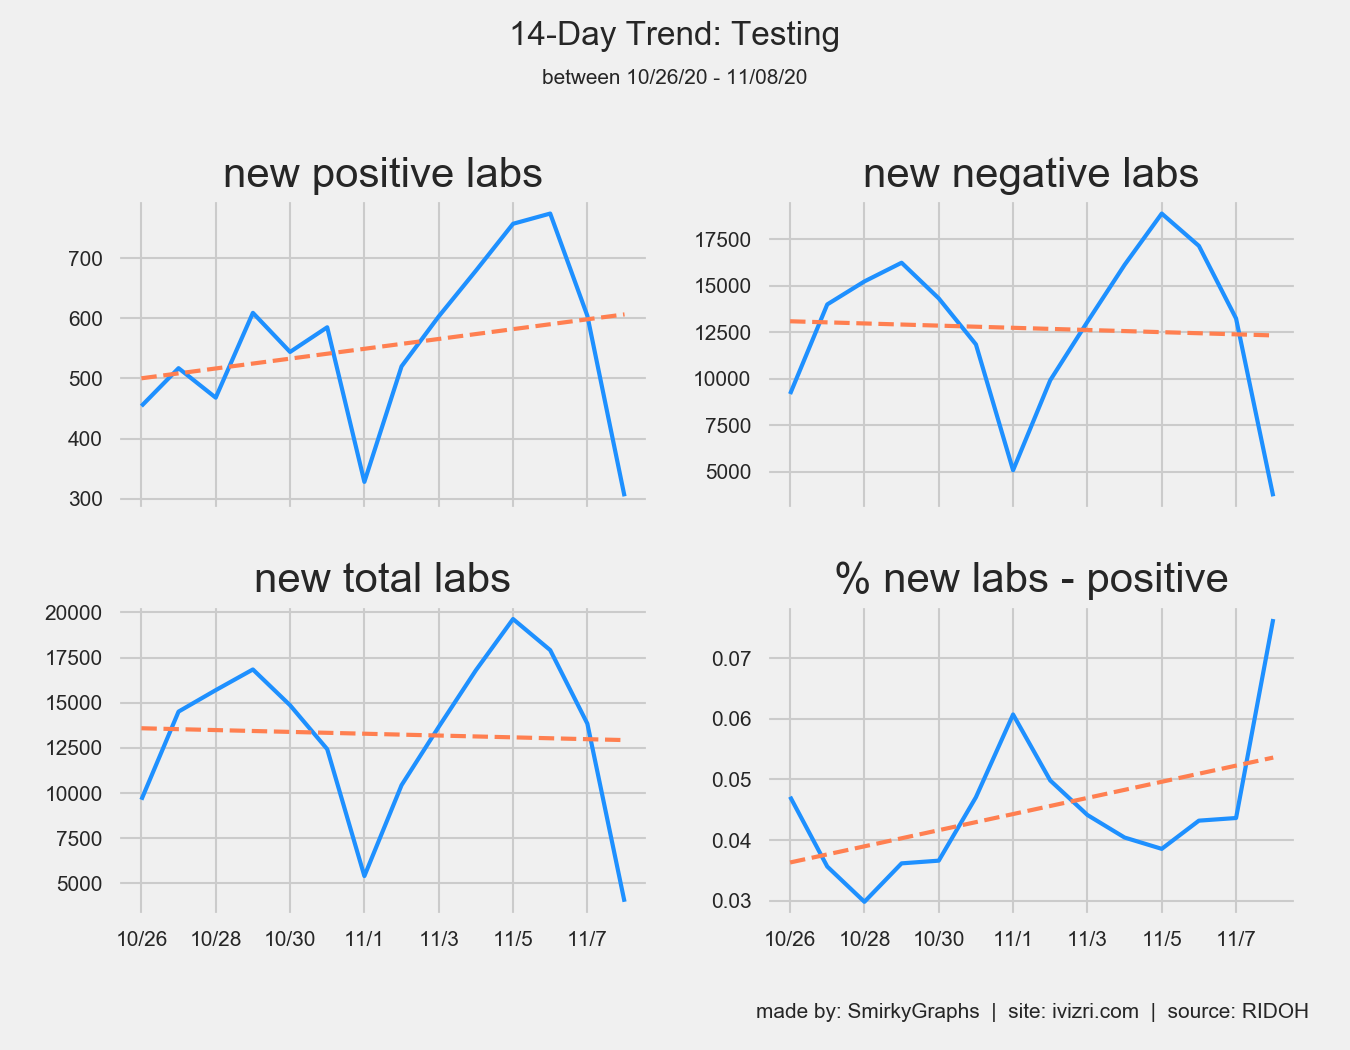 14-Day Trend: Testing
between 10/26/20 - 11/08/20
new positive labs
700
600
500
400
300
new negative labs
17500
15000
12500
10000
7500
5000
new total labs
20000
17500
15000
12500
10000
7500
5000
10/26 10/28 10/30 11/1 11/3 11/5 11/7
% new labs - positive
0.07
0.06
0.05
0.04
0.03
10/26 10/28 10/30 11/1 11/3 11/5 11/7
made by: SmirkyGraphs | site: ivizri.com | source: RIDOH